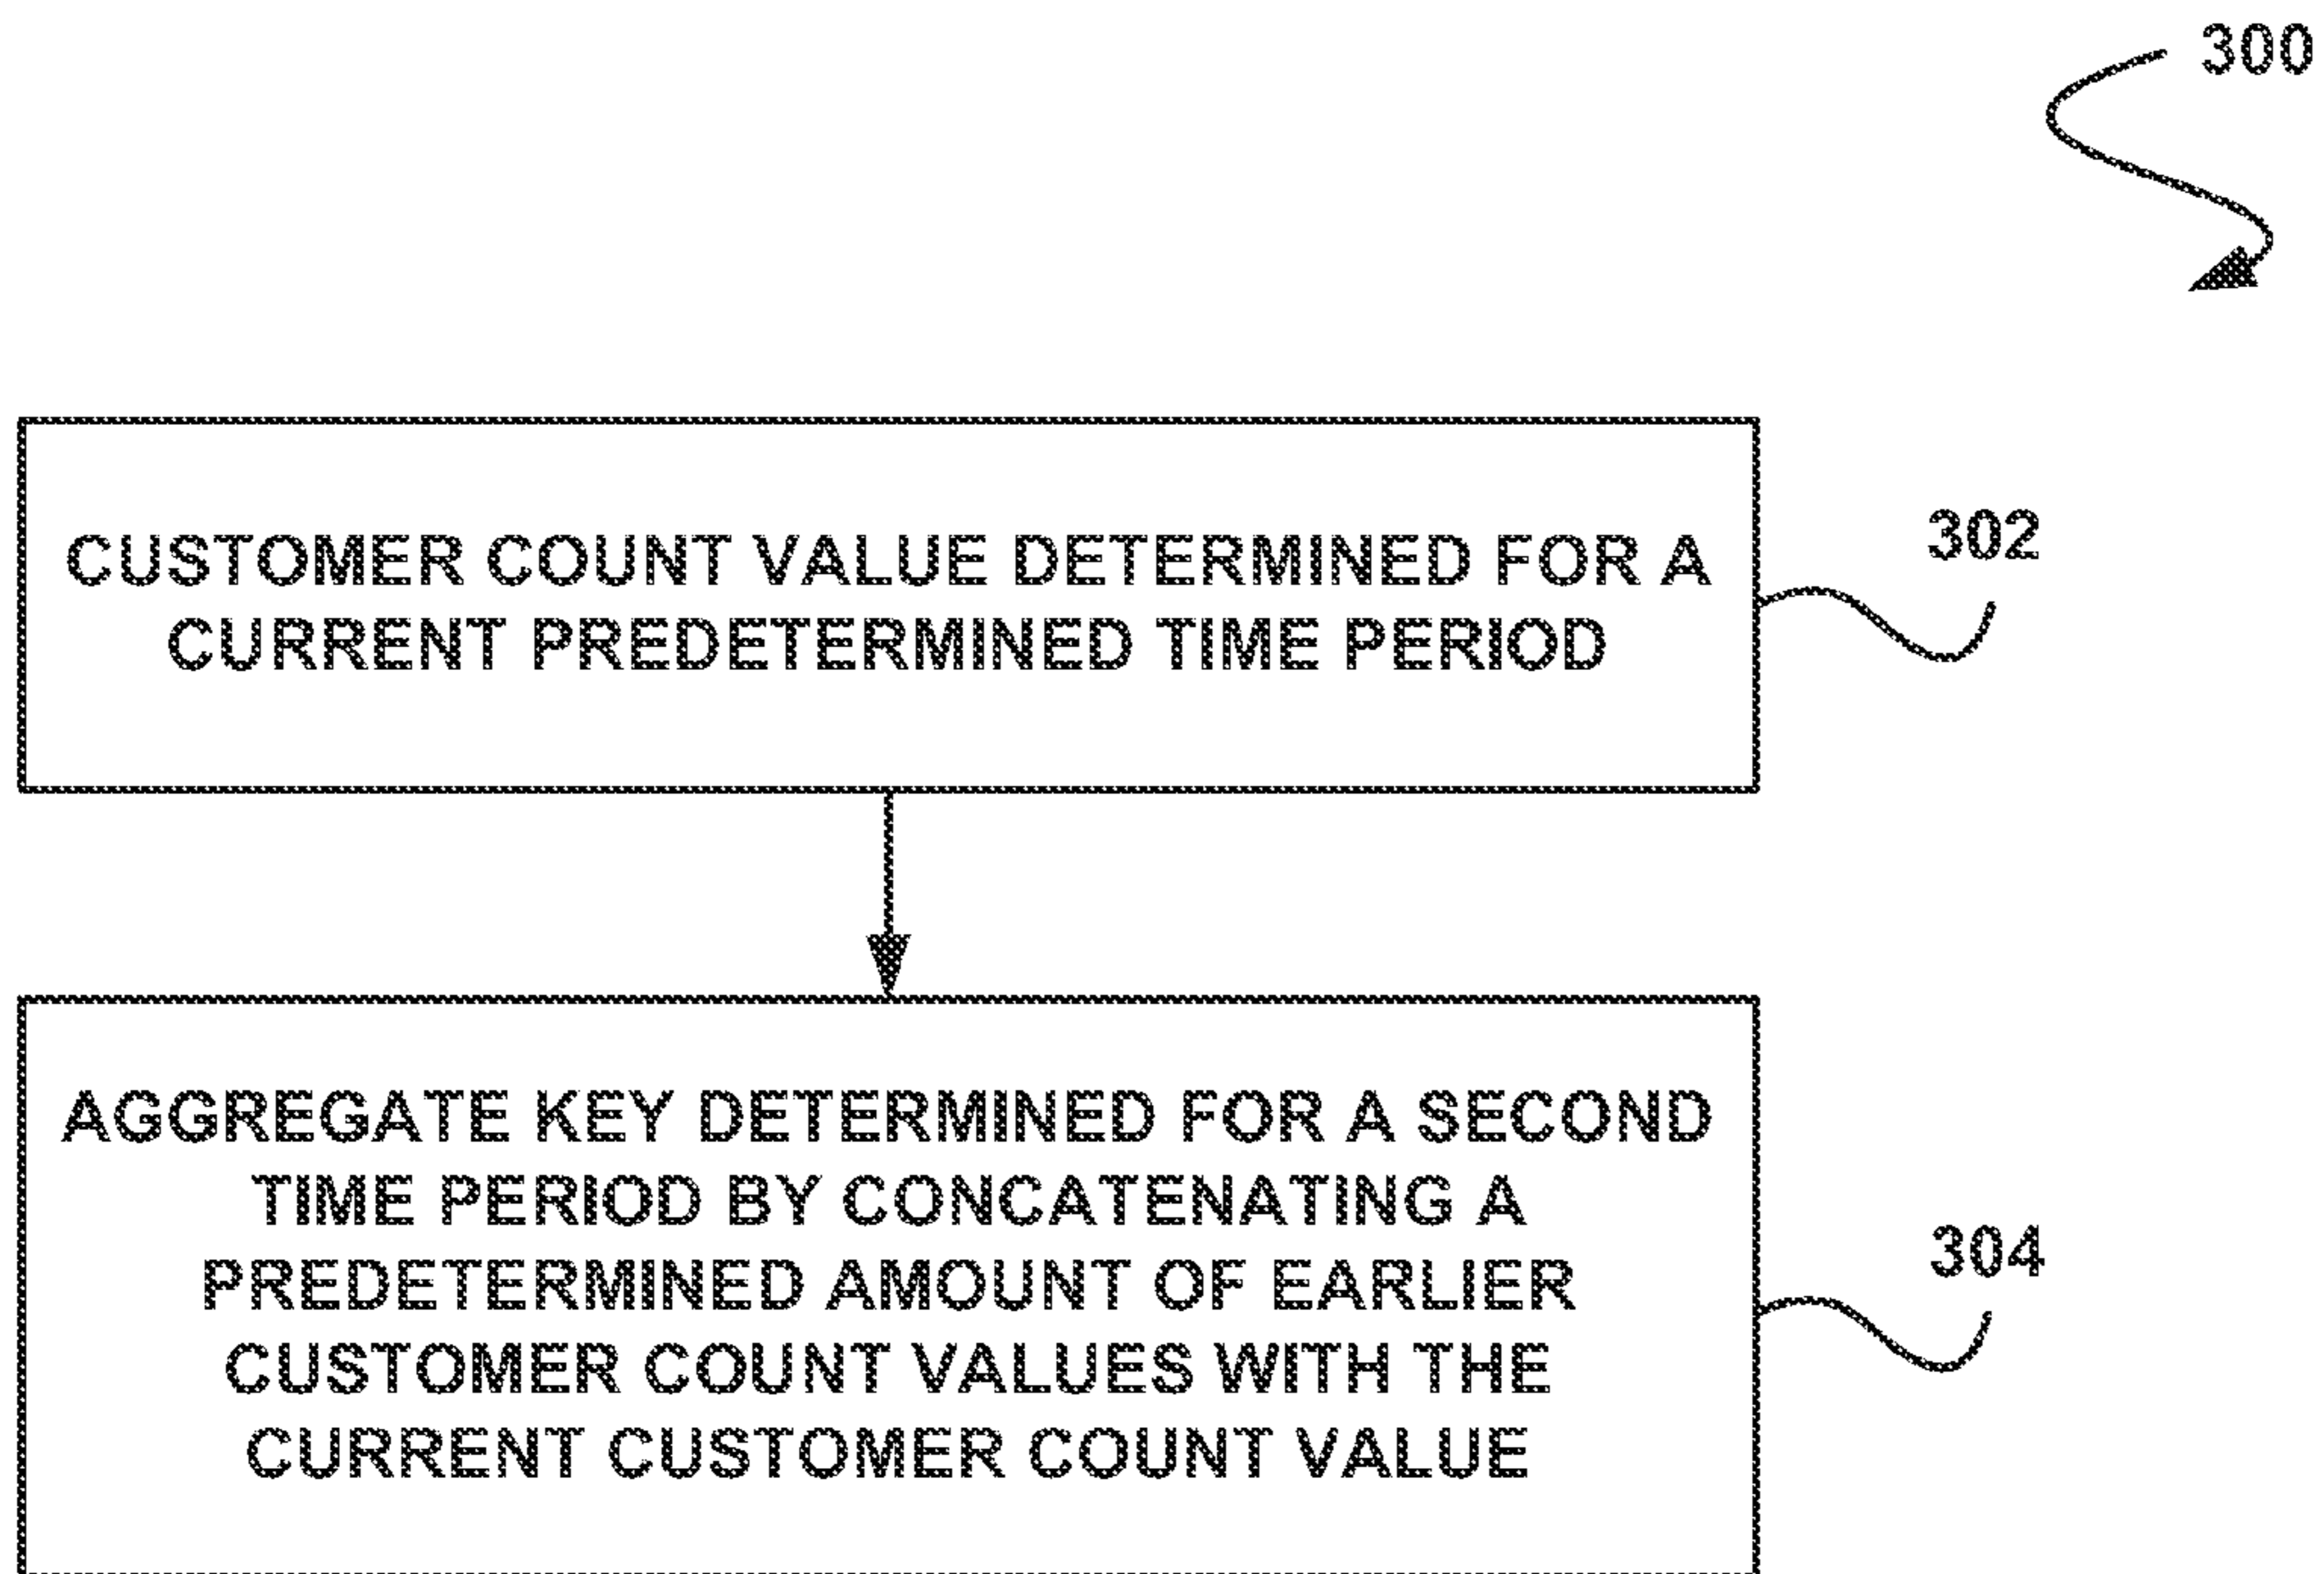 300
CUSTOMER COUNT VALUE DETERMINED FOR A
CURRENT PREDETERMINED TIME PERIOD
302
AGGREGATE KEY DETERMINED FOR A SECOND
TIME PERIOD BY CONCATENATING A
PREDETERMINED AMOUNT OF EARLIER
CUSTOMER COUNT VALUES WITH THE
CURRENT CUSTOMER COUNT VALUE
304